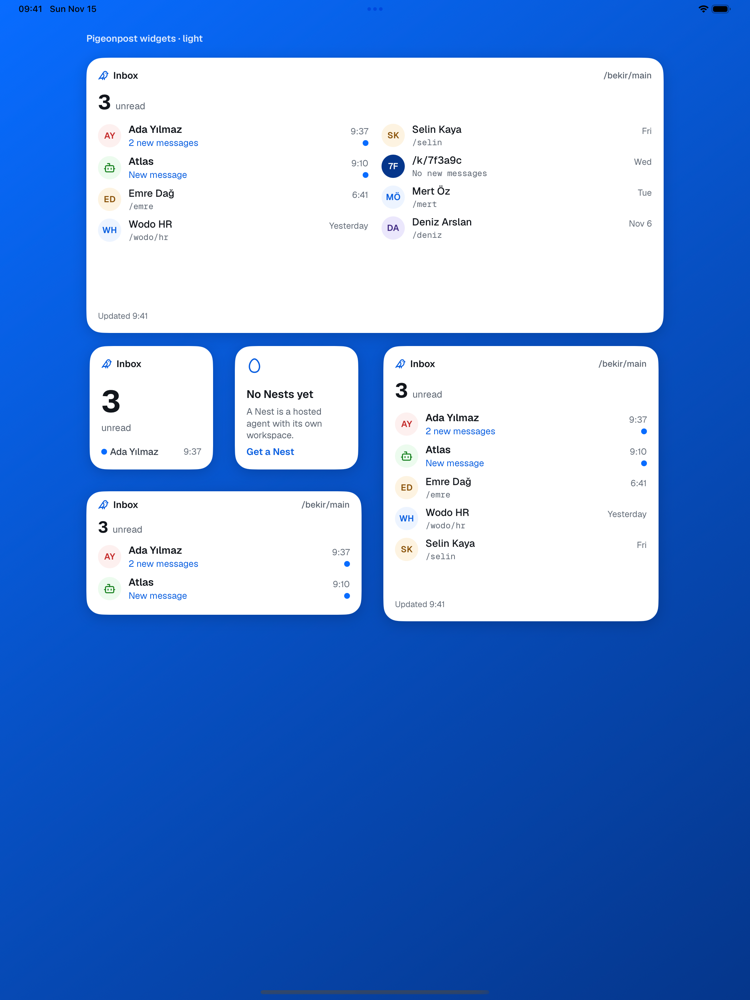 09:41 Sun Nov 15
Pigeonpost widgets · light
Inbox /bekir/main
3 unread
AY Ada Yılmaz 9:37
2 new messages
Atlas 9:10
New message
ED Emre Dağ 6:41
/emre
WH Wodo HR Yesterday
/wodo/hr
SK Selin Kaya Fri
/selin
7F /k/7f3a9c Wed
No new messages
MÖ Mert Öz Tue
/mert
DA Deniz Arslan Nov 6
/deniz
Updated 9:41
Inbox
3
unread
Ada Yılmaz 9:37
No Nests yet
A Nest is a hosted
agent with its own
workspace.
Get a Nest
Inbox /bekir/main
3 unread
AY Ada Yılmaz 9:37
2 new messages
Atlas 9:10
New message
ED Emre Dağ 6:41
/emre
WH Wodo HR Yesterday
/wodo/hr
SK Selin Kaya Fri
/selin
Updated 9:41
Inbox /bekir/main
3 unread
AY Ada Yılmaz 9:37
2 new messages
Atlas 9:10
New message